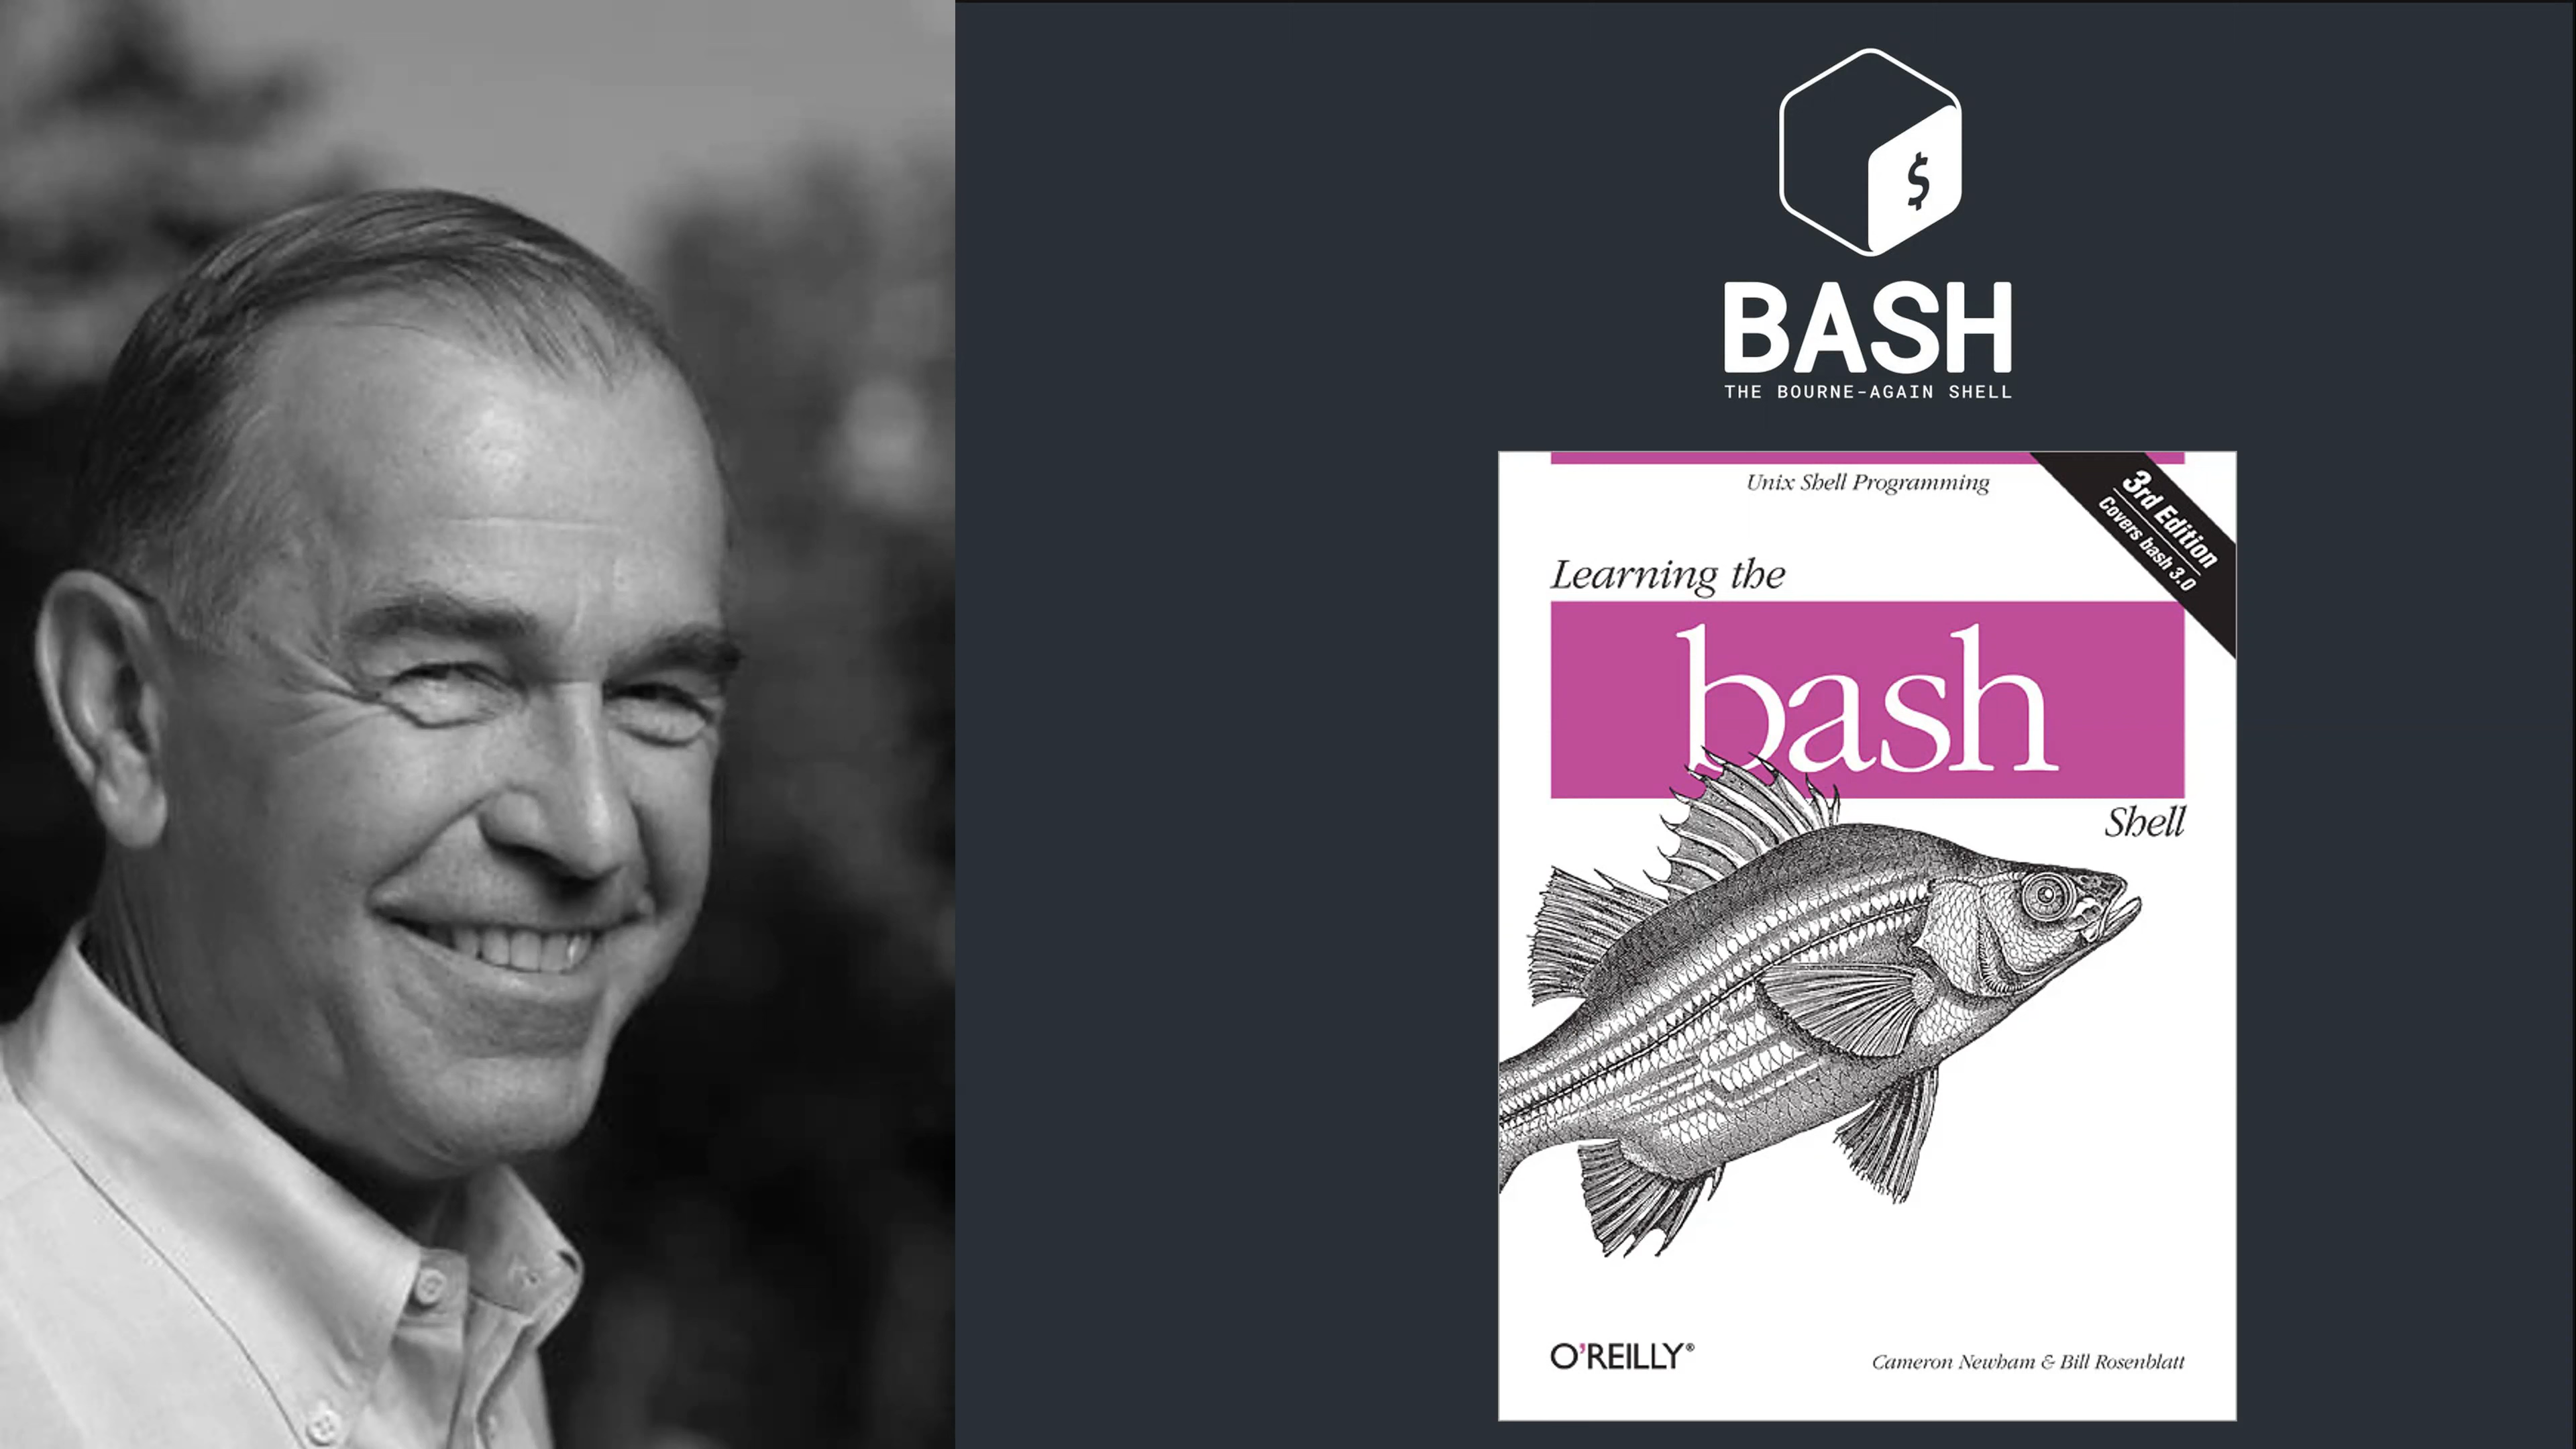 $
BASH
THE BOURNE-AGAIN SHELL
Unix Shell Programming
3rd Edition
Covers bash 3.0
Learning the
bash
Shell
O'REILLY®
Cameron Newham & Bill Rosenblatt